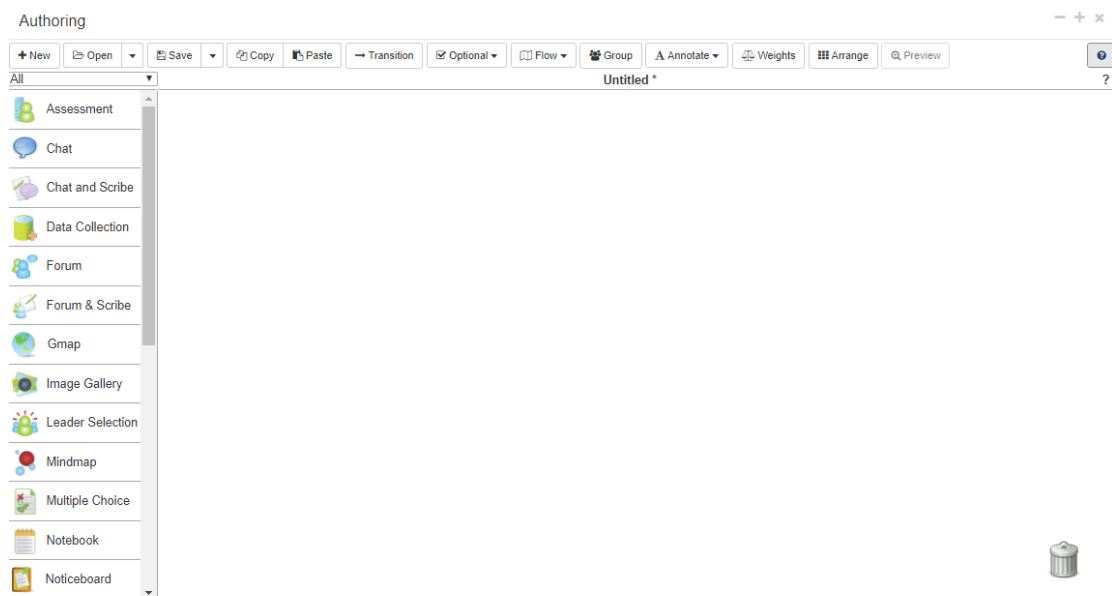 Authoring
New Open Save Copy Paste Transition Optional Flow Group A Annotate Weights Arrange Preview ?
All Untitled * ?
Assessment
Chat
Chat and Scribe
Data Collection
Forum
Forum & Scribe
Gmap
Image Gallery
Leader Selection
Mindmap
Multiple Choice
Notebook
Noticeboard